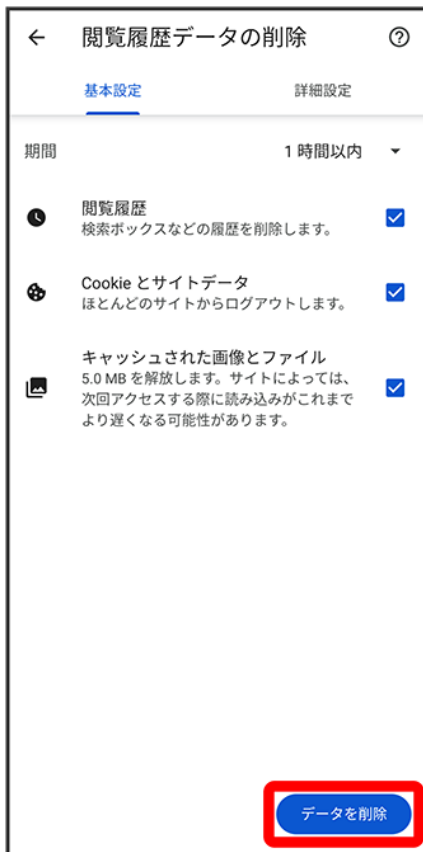 閲覧履歴データの削除
基本設定 詳細設定
期間 1 時間以内
閲覧履歴
検索ボックスなどの履歴を削除します。
Cookie とサイトデータ
ほとんどのサイトからログアウトします。
キャッシュされた画像とファイル
5.0 MB を解放します。サイトによっては、
次回アクセスする際に読み込みがこれまで
より遅くなる可能性があります。
データを削除